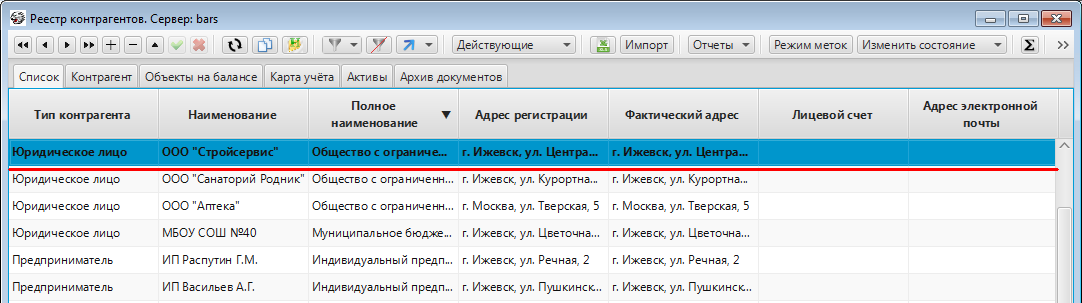 Реестр контрагентов. Сервер: bars
Действующие Импорт Отчеты Режим меток Изменить состояние Σ
Список Контрагент Объекты на балансе Карта учёта Активы Архив документов
Тип контрагента Наименование Полное наименование Адрес регистрации Фактический адрес Лицевой счет Адрес электронной почты
Юридическое лицо ООО "Стройсервис" Общество с ограниче... г. Ижевск, ул. Центра... г. Ижевск, ул. Центра...
Юридическое лицо ООО "Санаторий Родник" Общество с ограниченн... г. Ижевск, ул. Курортна... г. Ижевск, ул. Курортна...
Юридическое лицо ООО "Аптека" Общество с ограниченн... г. Москва, ул. Тверская, 5 г. Москва, ул. Тверская, 5
Юридическое лицо МБОУ СОШ №40 Муниципальное бюдже... г. Ижевск, ул. Цветочна... г. Ижевск, ул. Цветочна...
Предприниматель ИП Распутин Г.М. Индивидуальный предп... г. Ижевск, ул. Речная, 2 г. Ижевск, ул. Речная, 2
Предприниматель ИП Васильев А.Г. Индивидуальный предп... г. Ижевск, ул. Пушкинск... г. Ижевск, ул. Пушкинск...